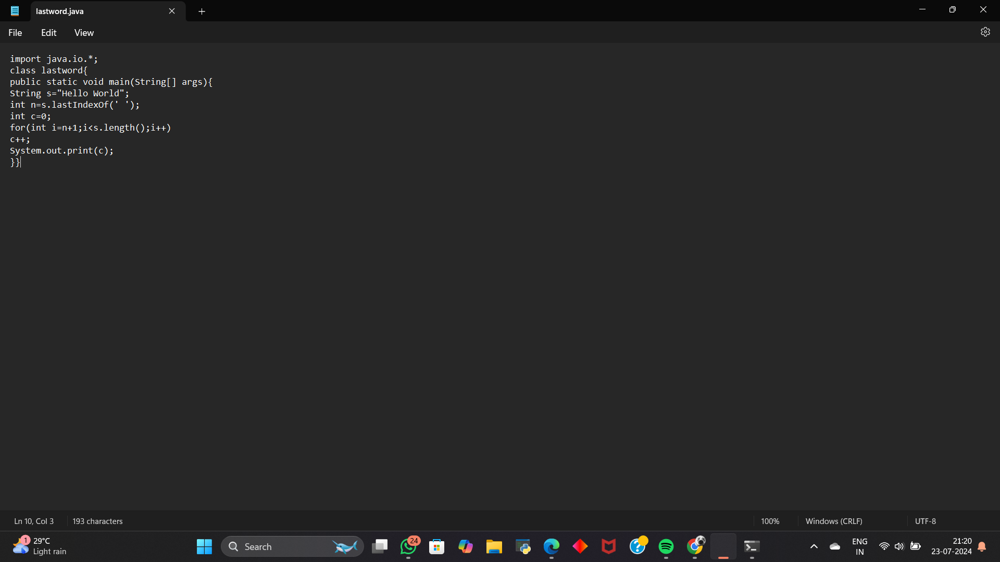 lastword.java
File Edit View
import java.io.*;
class lastword{
public static void main(String[] args){
String s="Hello World";
int n=s.lastIndexOf(' ');
int c=0;
for(int i=n+1;i<s.length();i++)
c++;
System.out.print(c);
}}
Ln 10, Col 3 193 characters 100% Windows (CRLF) UTF-8
1 29°C
Light rain
Search
24
ENG
IN
21:20
23-07-2024